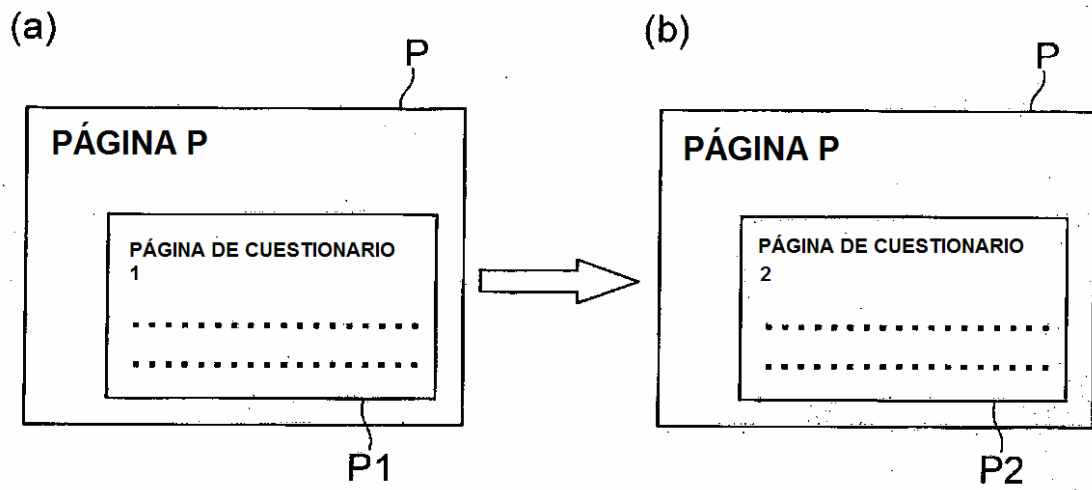 (a)
P
PÁGINA P
PÁGINA DE CUESTIONARIO
1
P1
(b)
P
PÁGINA P
PÁGINA DE CUESTIONARIO
2
P2